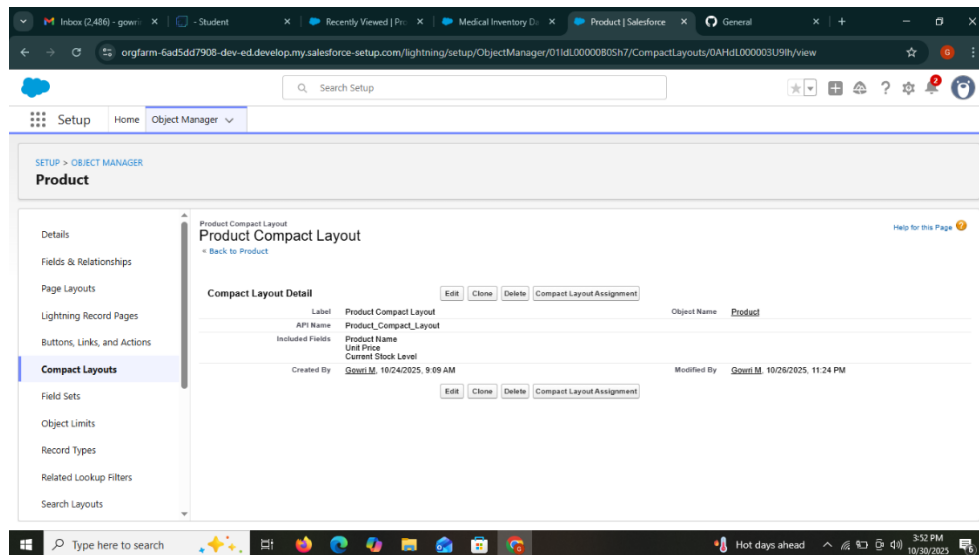 Inbox (2,486) - gowri
- Student
Recently Viewed | Pro
Medical Inventory Da
Product | Salesforce
General
orgfarm-6ad5dd7908-dev-ed.develop.my.salesforce-setup.com/lightning/setup/ObjectManager/01IdL00000B0Sh7/CompactLayouts/0AHdL000003U9Ih/view
G
Search Setup
2
Setup
Home
Object Manager
SETUP > OBJECT MANAGER
Product
Details
Fields & Relationships
Page Layouts
Lightning Record Pages
Buttons, Links, and Actions
Compact Layouts
Field Sets
Object Limits
Record Types
Related Lookup Filters
Search Layouts
Product Compact Layout
Product Compact Layout
« Back to Product
Help for this Page ?
Compact Layout Detail
Edit Clone Delete Compact Layout Assignment
Label Product Compact Layout Object Name Product
API Name Product_Compact_Layout
Included Fields Product Name
Unit Price
Current Stock Level
Created By Gowri M, 10/24/2025, 9:09 AM Modified By Gowri M, 10/26/2025, 11:24 PM
Edit Clone Delete Compact Layout Assignment
Type here to search
Hot days ahead
3:52 PM
10/30/2025